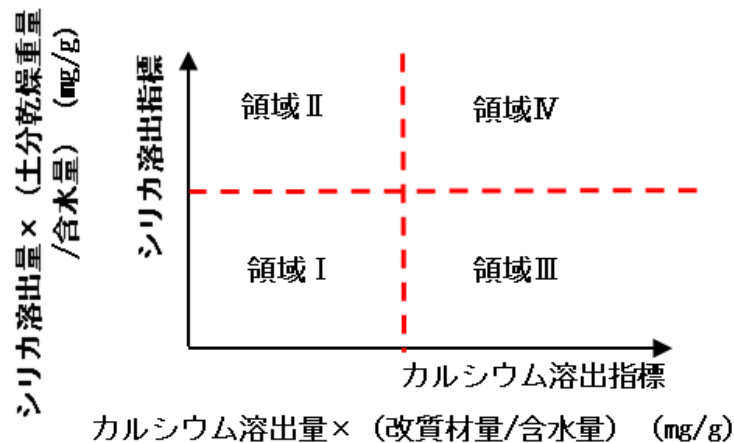 シリカ溶出量×（土分乾燥重量
/含水量）（mg/g）
シリカ溶出指標
領域Ⅱ
領域Ⅳ
領域Ⅰ
領域Ⅲ
カルシウム溶出指標
カルシウム溶出量×（改質材量/含水量）（mg/g）